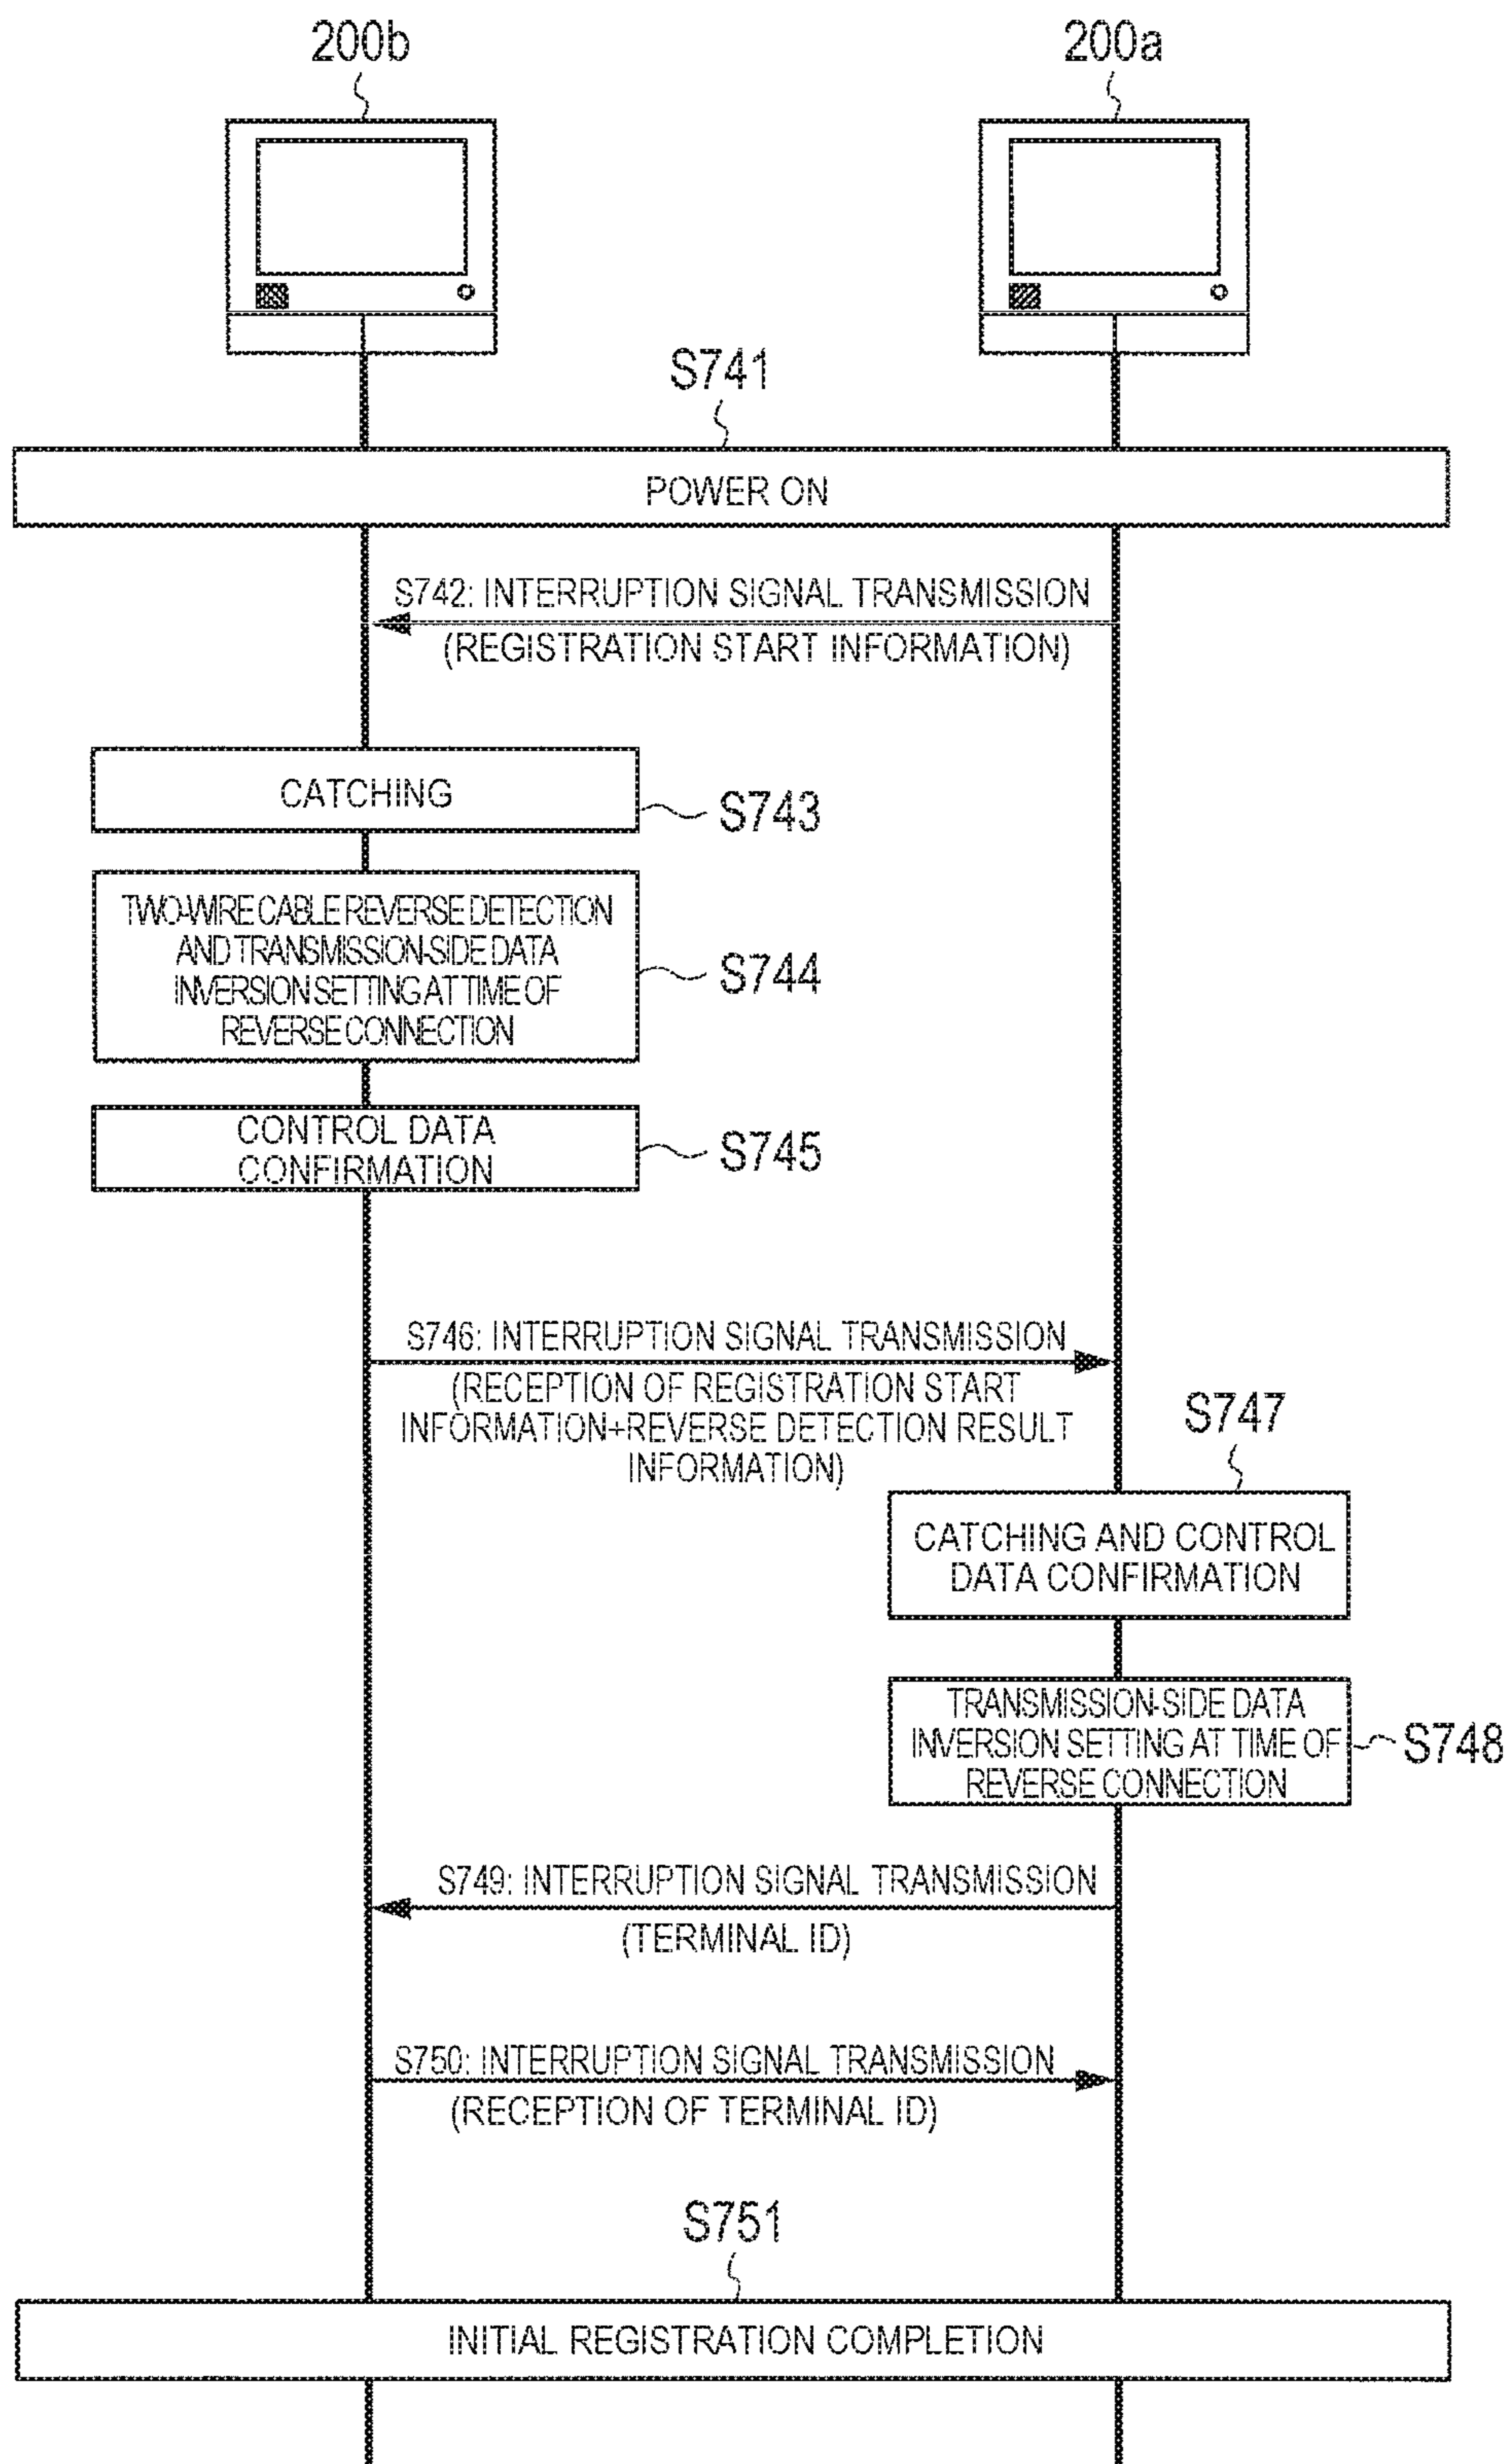 200b
200a
S741
POWER ON
S742: INTERRUPTION SIGNAL TRANSMISSION
(REGISTRATION START INFORMATION)
CATCHING
S743
TWO-WIRE CABLE REVERSE DETECTION
AND TRANSMISSION-SIDE DATA
INVERSION SETTING AT TIME OF
REVERSE CONNECTION
S744
CONTROL DATA
CONFIRMATION
S745
S746: INTERRUPTION SIGNAL TRANSMISSION
(RECEPTION OF REGISTRATION START
INFORMATION+REVERSE DETECTION RESULT
INFORMATION)
S747
CATCHING AND CONTROL
DATA CONFIRMATION
TRANSMISSION-SIDE DATA
INVERSION SETTING AT TIME OF
REVERSE CONNECTION
S748
S749: INTERRUPTION SIGNAL TRANSMISSION
(TERMINAL ID)
S750: INTERRUPTION SIGNAL TRANSMISSION
(RECEPTION OF TERMINAL ID)
S751
INITIAL REGISTRATION COMPLETION